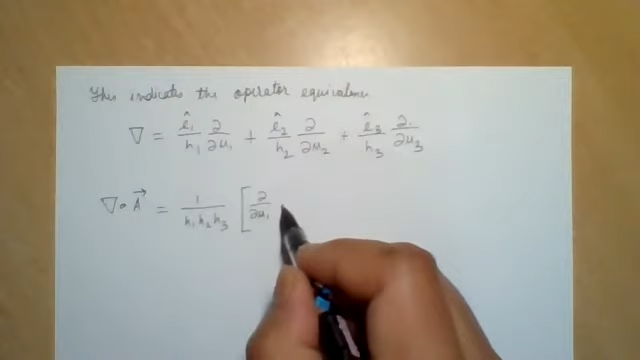 This indicates the operator equivalence
∇ = ê₁/h₁ ∂/∂u₁ + ê₂/h₂ ∂/∂u₂ + ê₃/h₃ ∂/∂u₃
∇∘A⃗ = 1/(h₁h₂h₃) [ ∂/∂u₁